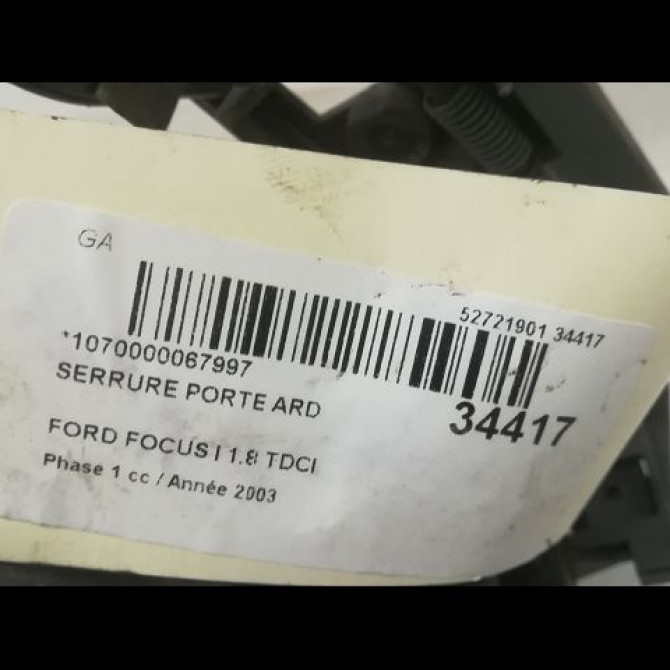 GA
52721901 34417
*1070000067997
SERRURE PORTE ARD
34417
FORD FOCUS I 1.8 TDCI
Phase 1 cc / Année 2003